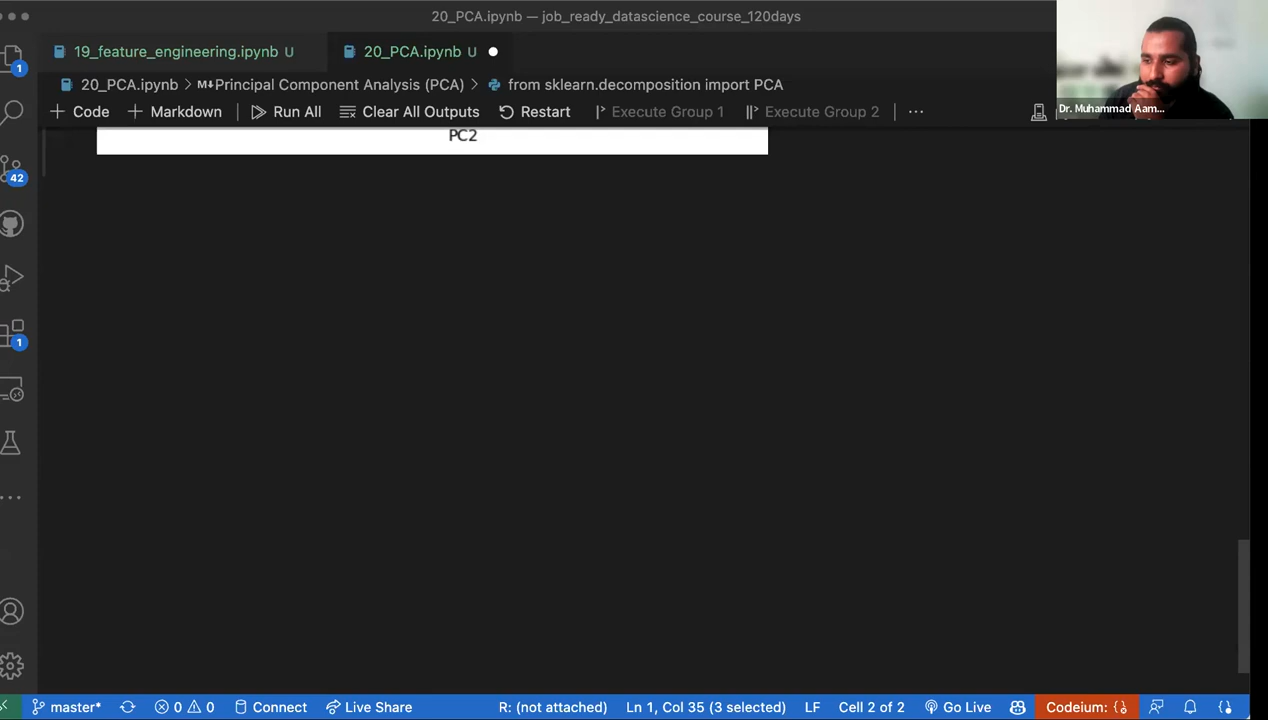 20_PCA.ipynb — job_ready_datascience_course_120days
19_feature_engineering.ipynb U
20_PCA.ipynb U
20_PCA.ipynb > M↓Principal Component Analysis (PCA) > from sklearn.decomposition import PCA
Dr. Muhammad Aam...
+ Code + Markdown Run All Clear All Outputs Restart Execute Group 1 Execute Group 2 ...
PC2
1
42
1
master* 0 0 Connect Live Share R: (not attached) Ln 1, Col 35 (3 selected) LF Cell 2 of 2 Go Live Codeium: {}